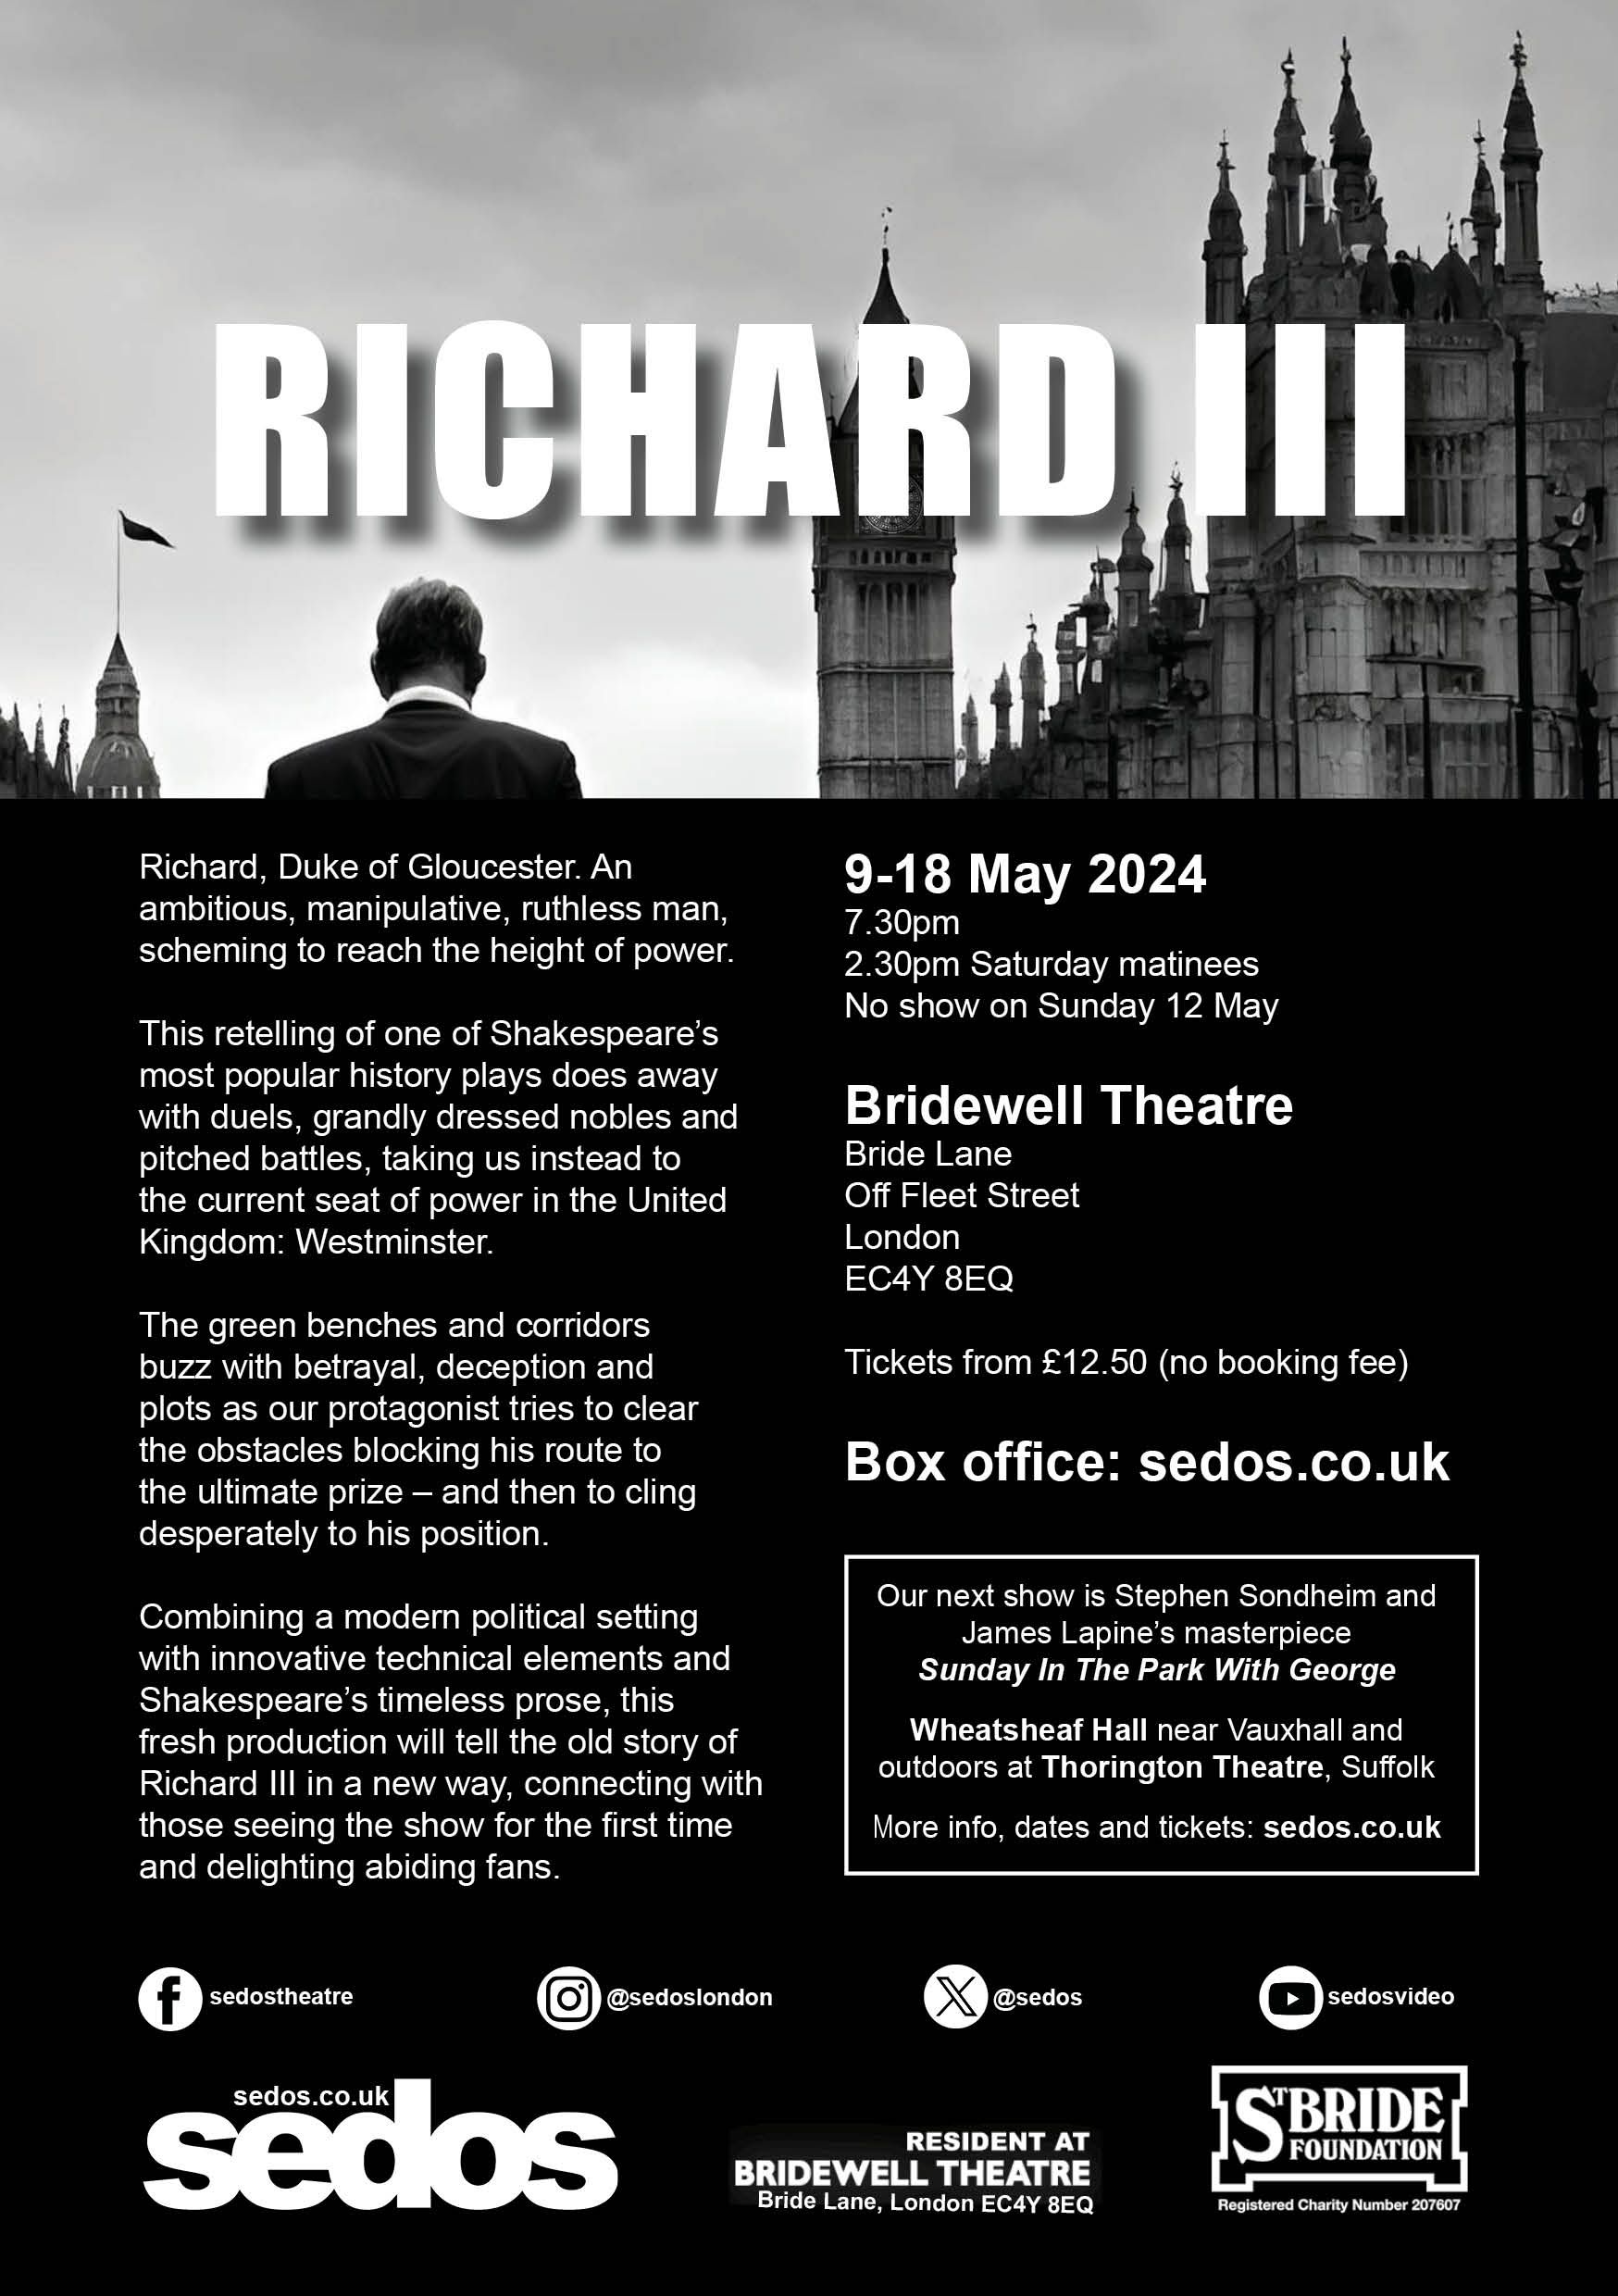 RICHARD III
Richard, Duke of Gloucester. An
ambitious, manipulative, ruthless man,
scheming to reach the height of power.
This retelling of one of Shakespeare’s
most popular history plays does away
with duels, grandly dressed nobles and
pitched battles, taking us instead to
the current seat of power in the United
Kingdom: Westminster.
The green benches and corridors
buzz with betrayal, deception and
plots as our protagonist tries to clear
the obstacles blocking his route to
the ultimate prize – and then to cling
desperately to his position.
Combining a modern political setting
with innovative technical elements and
Shakespeare’s timeless prose, this
fresh production will tell the old story of
Richard III in a new way, connecting with
those seeing the show for the first time
and delighting abiding fans.
9-18 May 2024
7.30pm
2.30pm Saturday matinees
No show on Sunday 12 May
Bridewell Theatre
Bride Lane
Off Fleet Street
London
EC4Y 8EQ
Tickets from £12.50 (no booking fee)
Box office: sedos.co.uk
Our next show is Stephen Sondheim and
James Lapine’s masterpiece
Sunday In The Park With George
Wheatsheaf Hall near Vauxhall and
outdoors at Thorington Theatre, Suffolk
More info, dates and tickets: sedos.co.uk
sedostheatre
@sedoslondon
@sedos
sedosvideo
sedos.co.uk
sedos
RESIDENT AT
BRIDEWELL THEATRE
Bride Lane, London EC4Y 8EQ
ST BRIDE
FOUNDATION
Registered Charity Number 207607